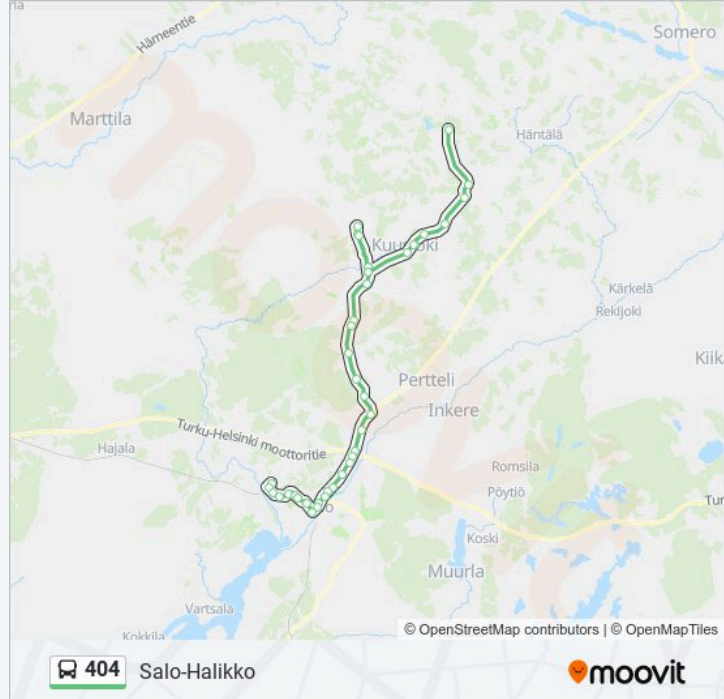 Hämeentie
Somero
Marttila
Häntälä
Kuusjoki
Kärkelä
Rekijoki
Pertteli
Inkere
Turku-Helsinki moottoritie
Hajala
Romsila
Pöytiö
Koski
Muurla
Vartsala
Kokkila
© OpenStreetMap contributors | © OpenMapTiles
404 Salo-Halikko
moovit